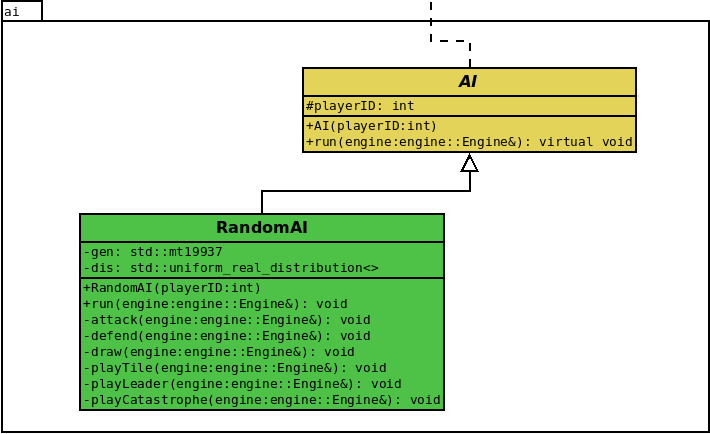 ai
AI
#playerID: int
+AI(playerID:int)
+run(engine:engine::Engine&): virtual void
RandomAI
-gen: std::mt19937
-dis: std::uniform_real_distribution<>
+RandomAI(playerID:int)
+run(engine:engine::Engine&): void
-attack(engine:engine::Engine&): void
-defend(engine:engine::Engine&): void
-draw(engine:engine::Engine&): void
-playTile(engine:engine::Engine&): void
-playLeader(engine:engine::Engine&): void
-playCatastrophe(engine:engine::Engine&): void